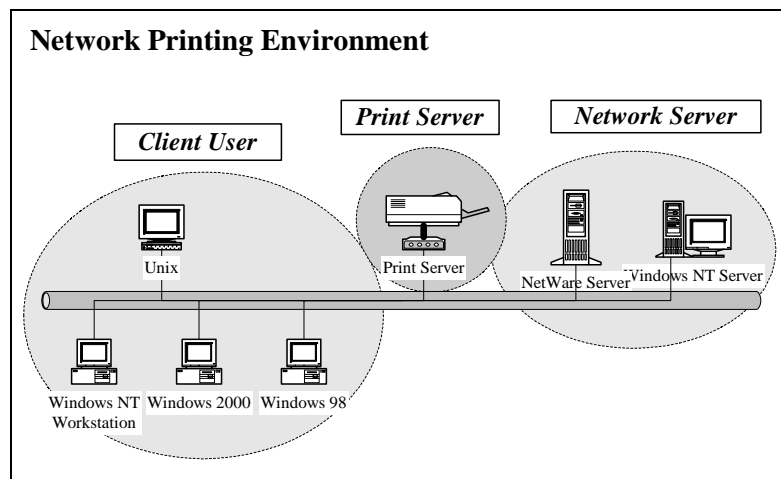 Network Printing Environment
Print Server
Network Server
Client User
Unix
Print Server
NetWare Server
Windows NT Server
Windows NT
Workstation
Windows 2000
Windows 98